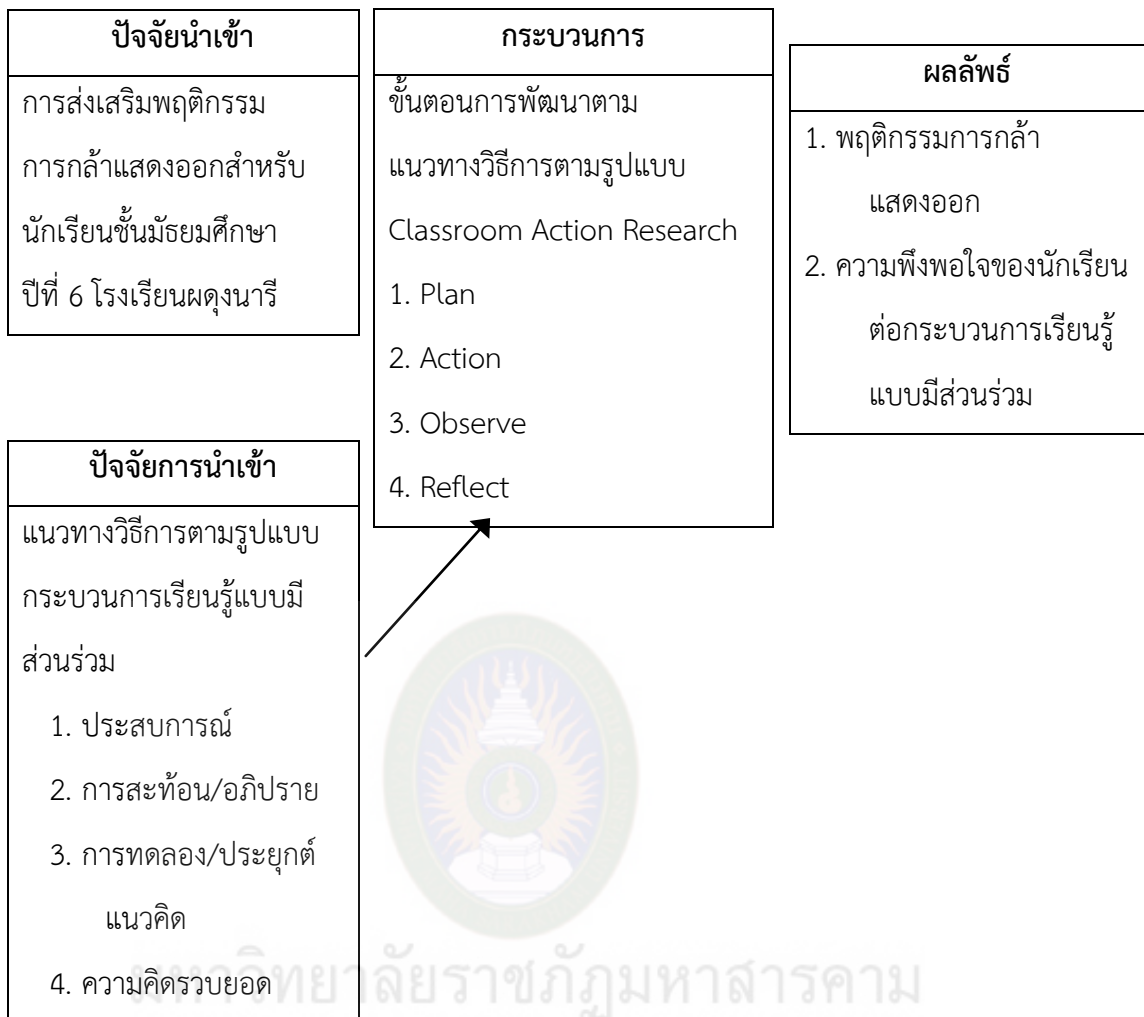 ปัจจัยนำเข้า
การส่งเสริมพฤติกรรม
การกล้าแสดงออกสำหรับ
นักเรียนชั้นมัธยมศึกษา
ปีที่ 6 โรงเรียนผดุงนารี
ปัจจัยการนำเข้า
แนวทางวิธีการตามรูปแบบ
กระบวนการเรียนรู้แบบมี
ส่วนร่วม
1. ประสบการณ์
2. การสะท้อน/อภิปราย
3. การทดลอง/ประยุกต์
แนวคิด
4. ความคิดรวบยอด
กระบวนการ
ขั้นตอนการพัฒนาตาม
แนวทางวิธีการตามรูปแบบ
Classroom Action Research
1. Plan
2. Action
3. Observe
4. Reflect
ผลลัพธ์
1. พฤติกรรมการกล้า
แสดงออก
2. ความพึงพอใจของนักเรียน
ต่อกระบวนการเรียนรู้
แบบมีส่วนร่วม
มหาวิทยาลัยราชภัฏมหาสารคาม